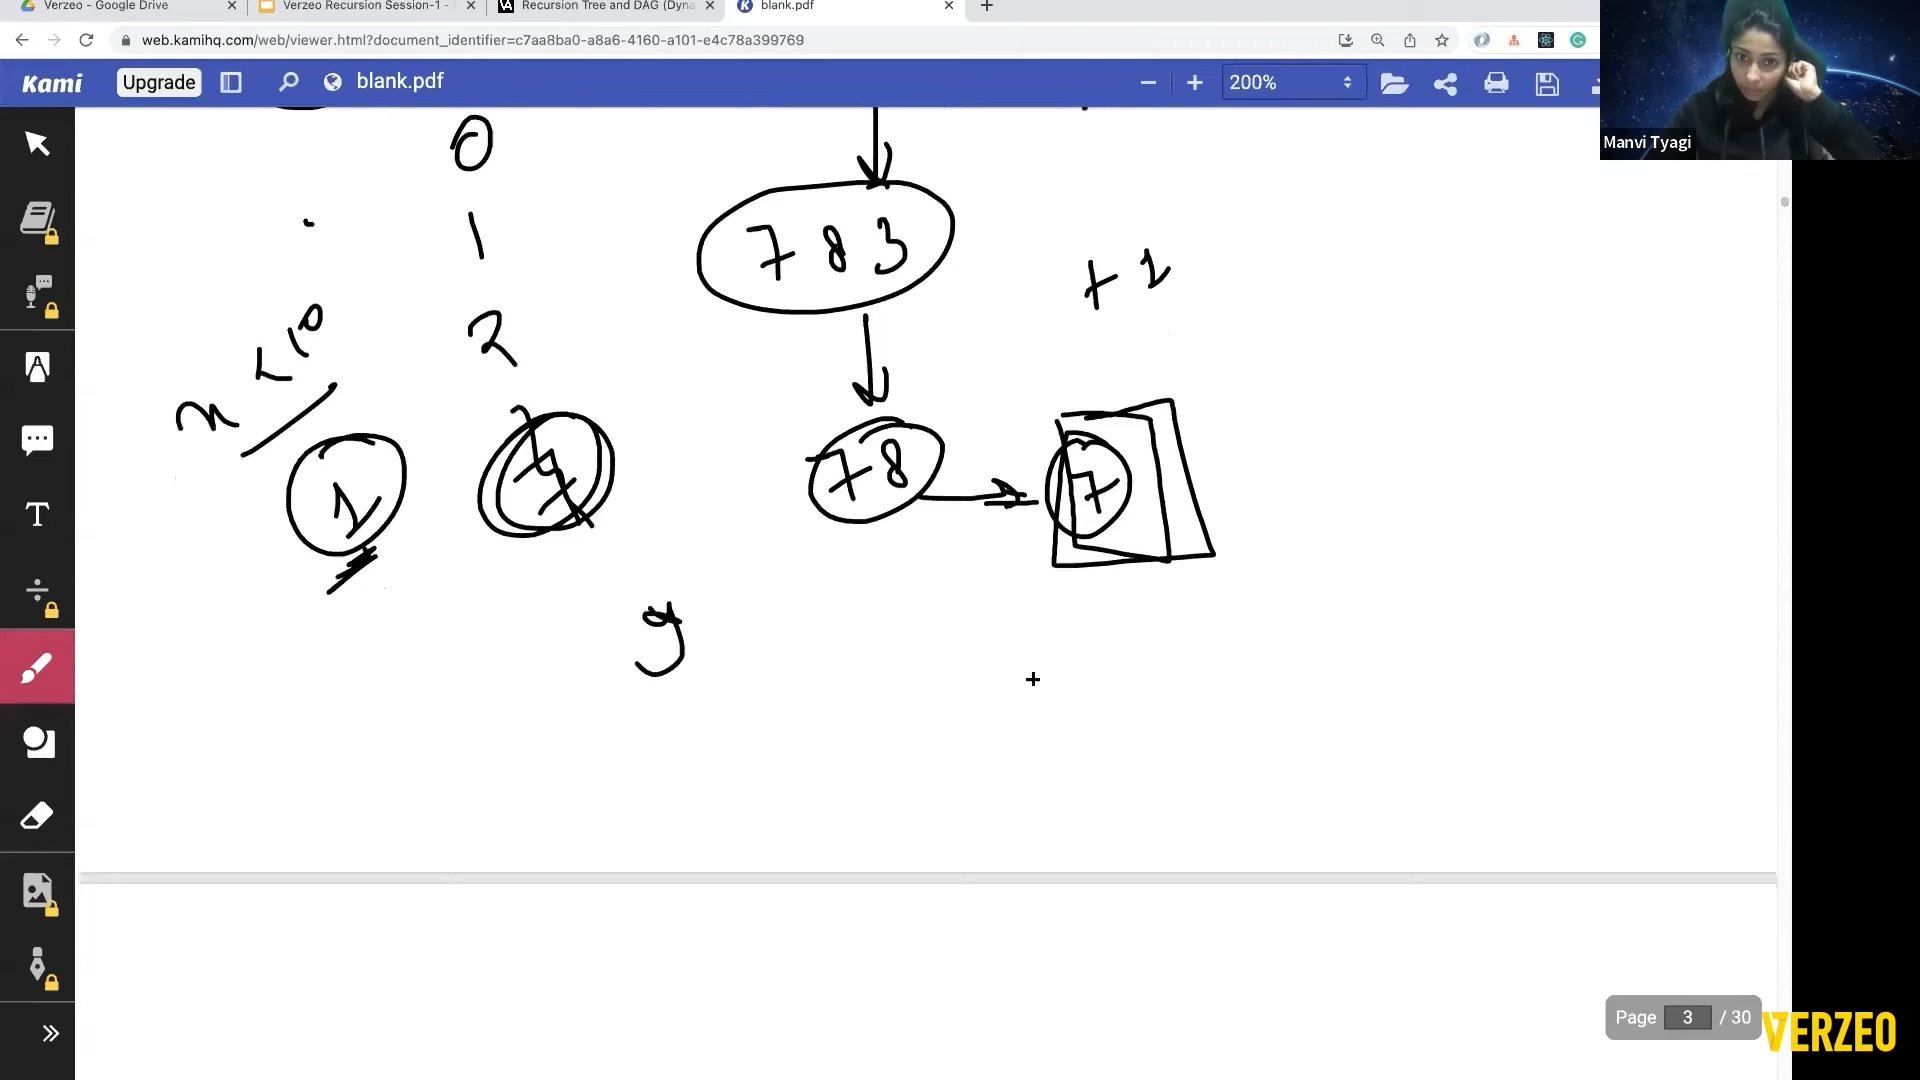 Verzeo - Google Drive
Verzeo Recursion Session-1 -
Recursion Tree and DAG (Dyna
blank.pdf
web.kamihq.com/web/viewer.html?document_identifier=c7aa8ba0-a8a6-4160-a101-e4c78a399769
Kami
Upgrade
blank.pdf
200%
Manvi Tyagi
0
1
783
+1
2
n<10
1
7
78
7
9
T
Page 3 / 30
VERZEO